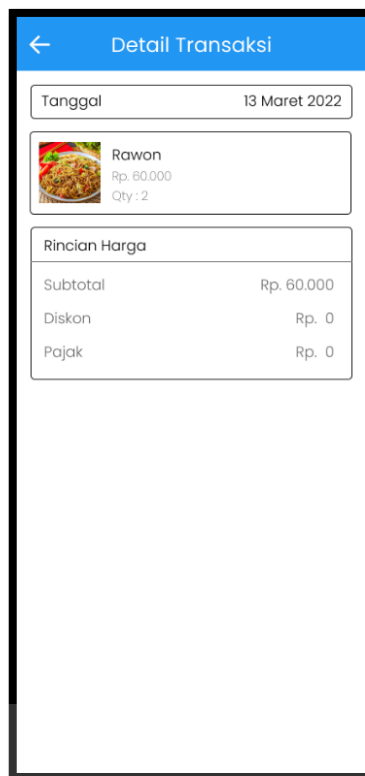 Detail Transaksi
Tanggal 13 Maret 2022
Rawon
Rp. 60.000
Qty : 2
Rincian Harga
Subtotal Rp. 60.000
Diskon Rp. 0
Pajak Rp. 0